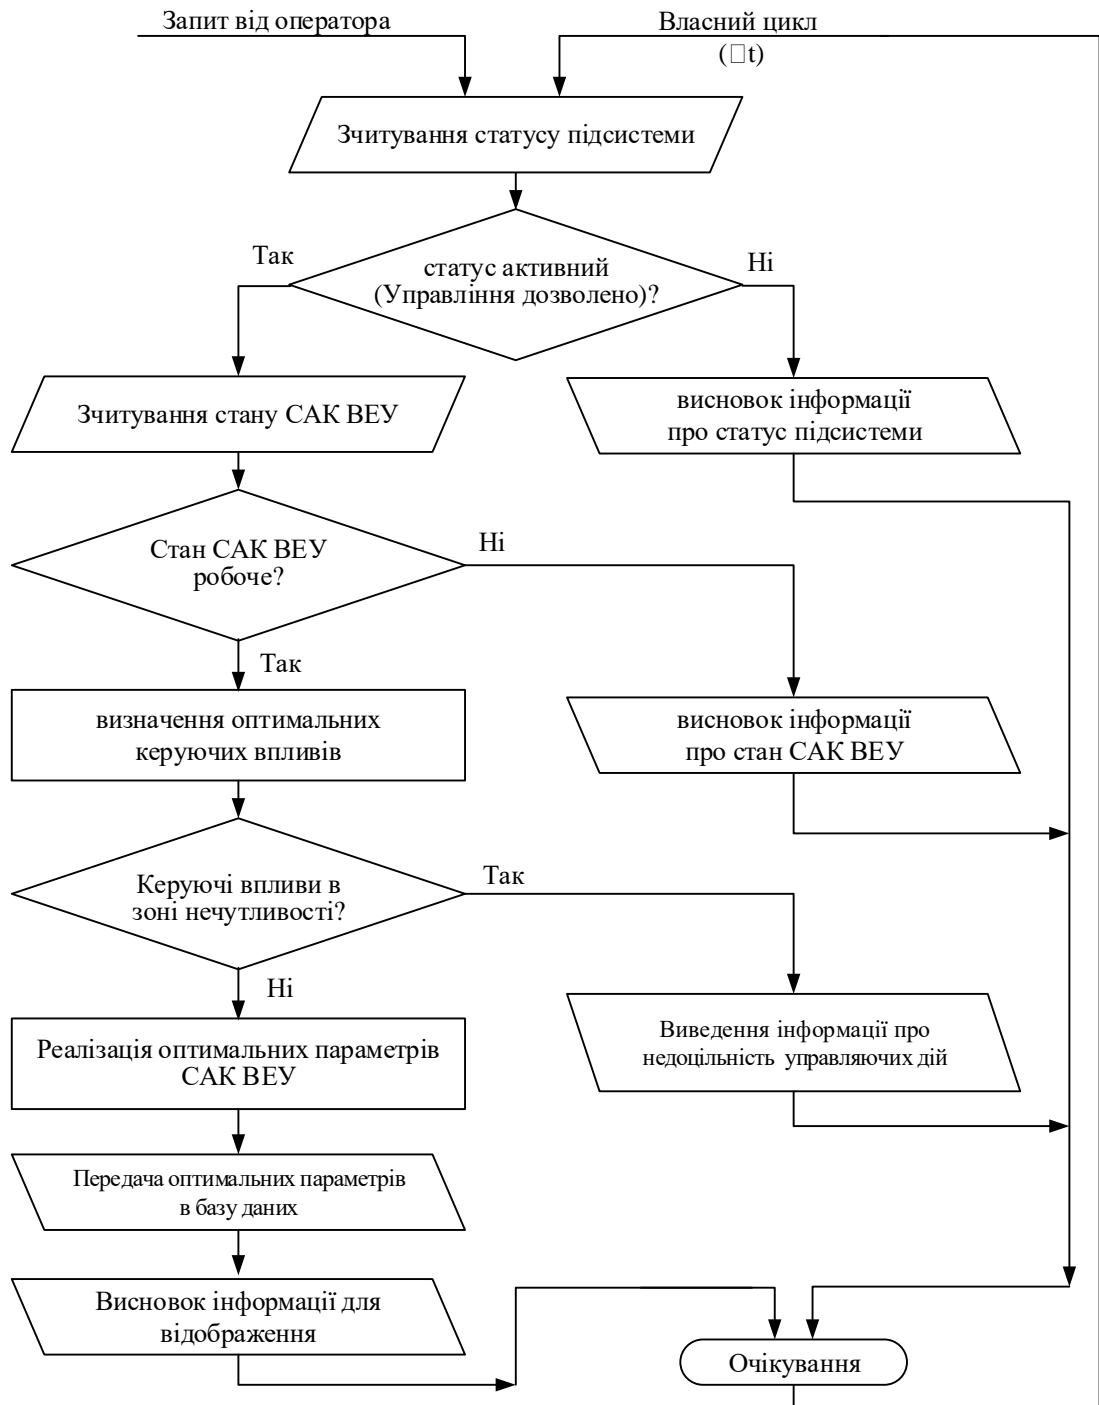 Запит від оператора
Власний цикл
(□t)
Зчитування статусу підсистеми
Так
статус активний
(Управління дозволено)?
Ні
Зчитування стану САК ВЕУ
висновок інформації
про статус підсистеми
Стан САК ВЕУ
робоче?
Ні
Так
визначення оптимальних
керуючих впливів
висновок інформації
про стан САК ВЕУ
Керуючі впливи в
зоні нечутливості?
Так
Ні
Реалізація оптимальних параметрів
САК ВЕУ
Виведення інформації про
недоцільність управляючих дій
Передача оптимальних параметрів
в базу даних
Висновок інформації для
відображення
Очікування